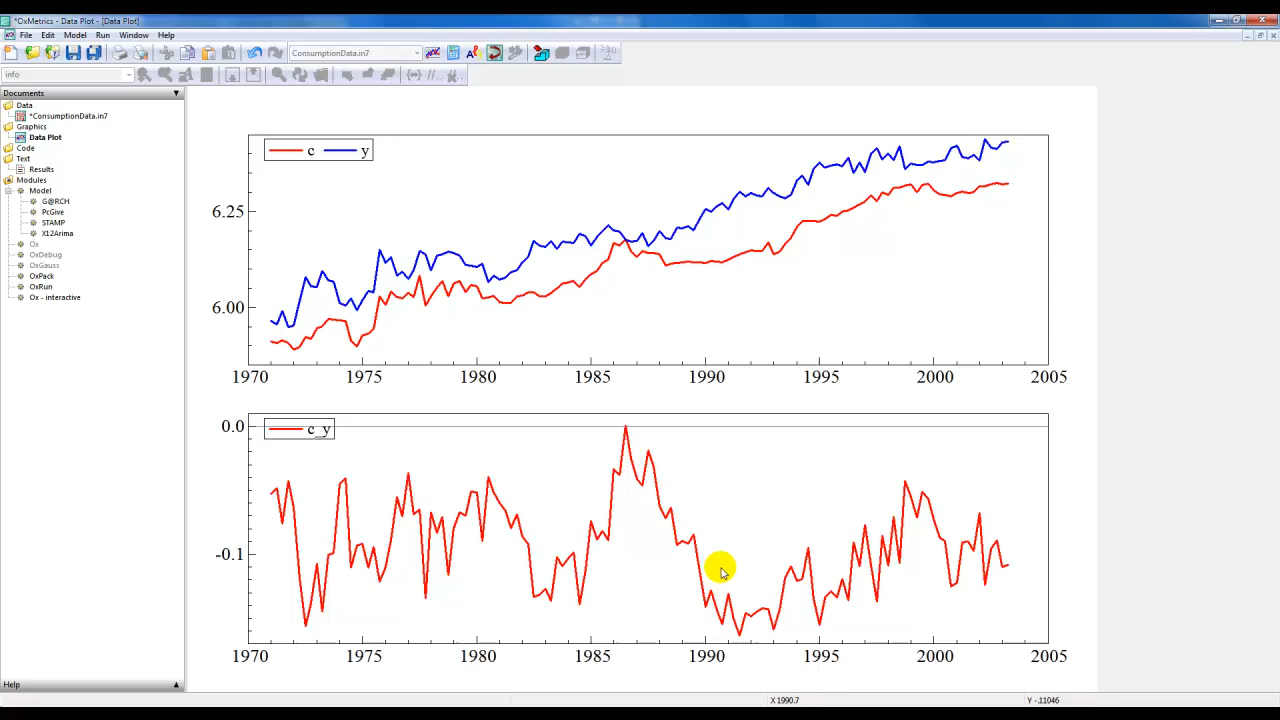 *OxMetrics - Data Plot - [Data Plot]
File Edit Model Run Window Help
ConsumptionData.in7
info
Documents
Data
*ConsumptionData.in7
Graphics
Data Plot
Code
Text
Results
Modules
Model
G@RCH
PcGive
STAMP
X12Arima
Ox
OxDebug
OxGauss
OxPack
OxRun
Ox - interactive
Help
c y
6.25
6.00
1970 1975 1980 1985 1990 1995 2000 2005
c_y
0.0
-0.1
1970 1975 1980 1985 1990 1995 2000 2005
X 1990.7 Y -.11046